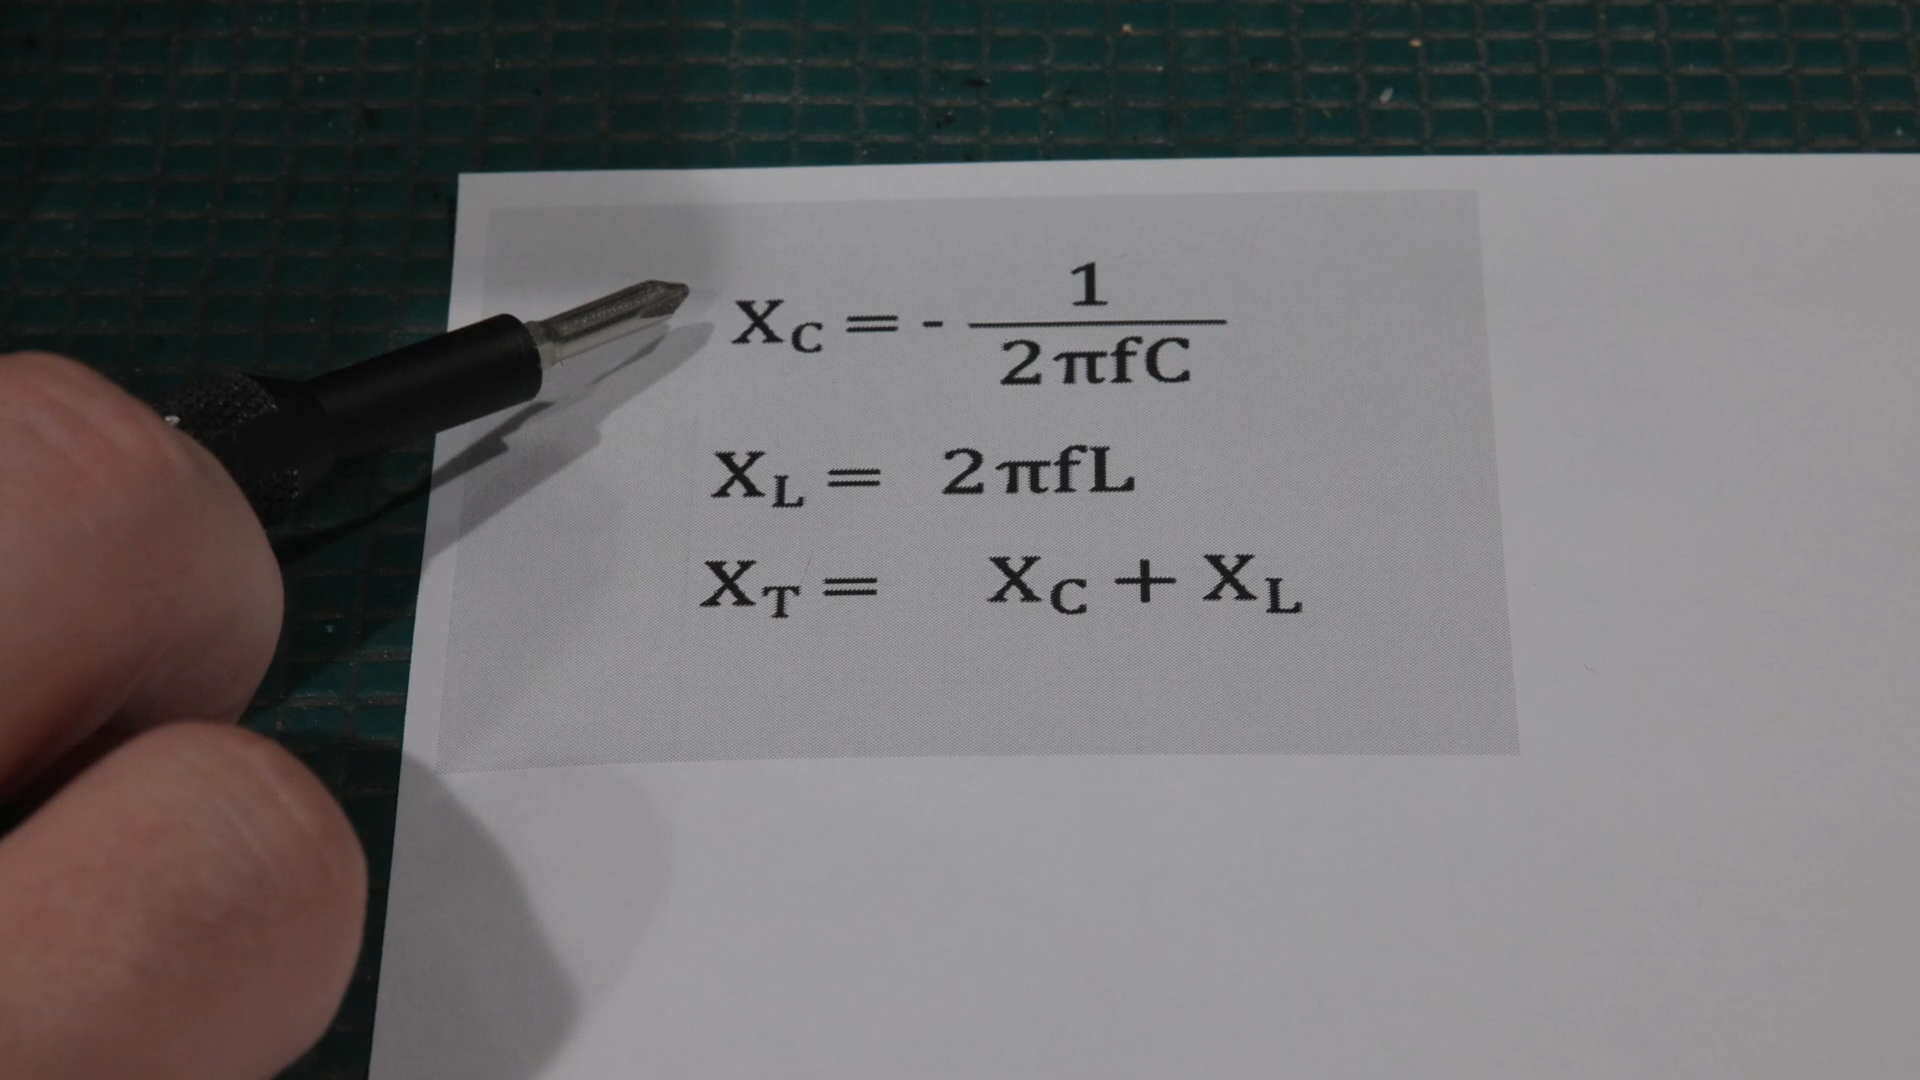 X_C = - 1/(2πfC)
X_L = 2πfL
X_T = X_C + X_L